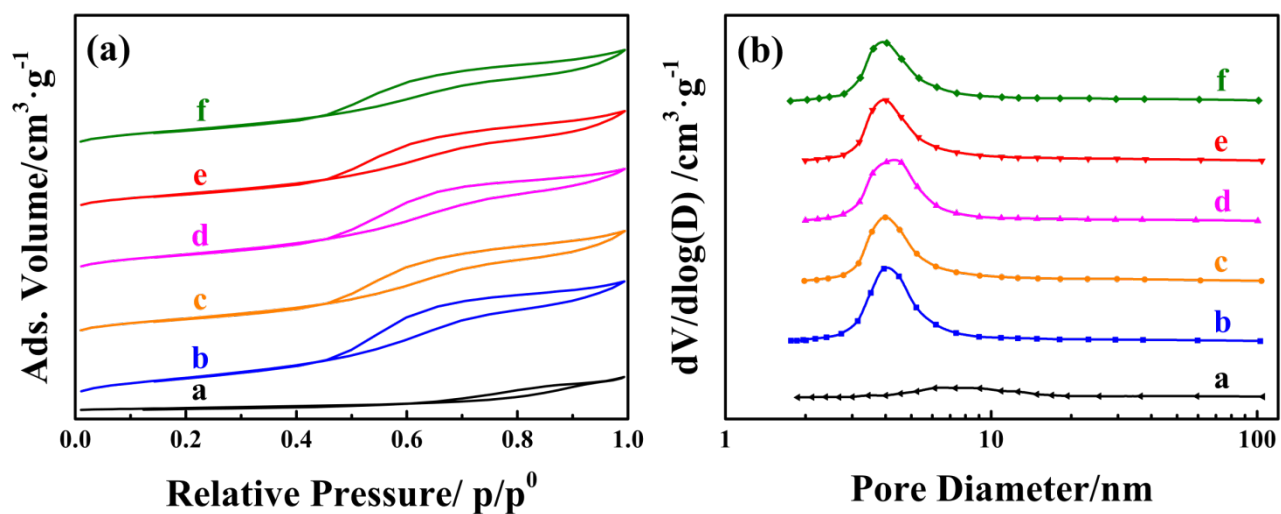 (a)
f
e
d
c
b
a
0.0 0.2 0.4 0.6 0.8 1.0
Relative Pressure/ p/p⁰
Ads. Volume/cm³·g⁻¹
(b)
f
e
d
c
b
a
1 10 100
Pore Diameter/nm
dV/dlog(D) /cm³·g⁻¹